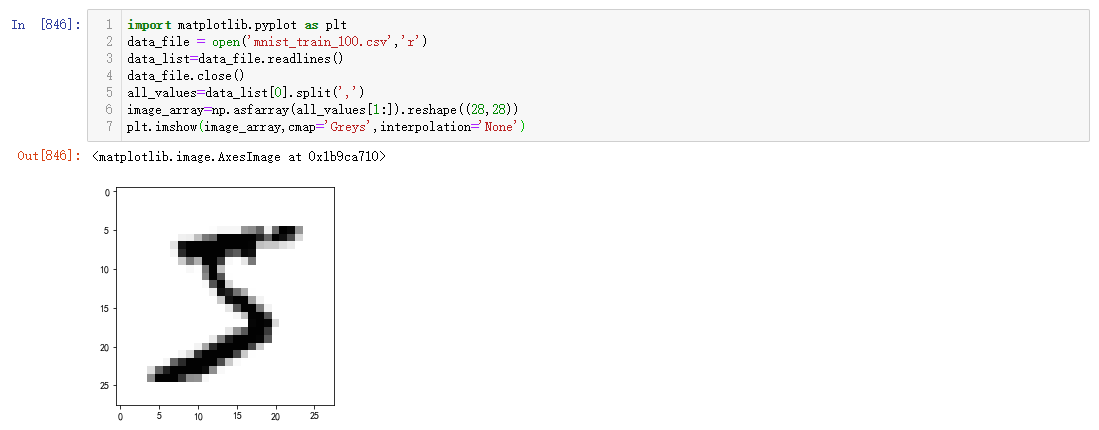 In [846]:
1 import matplotlib.pyplot as plt
2 data_file = open('mnist_train_100.csv','r')
3 data_list=data_file.readlines()
4 data_file.close()
5 all_values=data_list[0].split(',')
6 image_array=np.asfarray(all_values[1:]).reshape((28,28))
7 plt.imshow(image_array,cmap='Greys',interpolation='None')
Out[846]: <matplotlib.image.AxesImage at 0x1b9ca710>
0
5
10
15
20
25
0 5 10 15 20 25
5